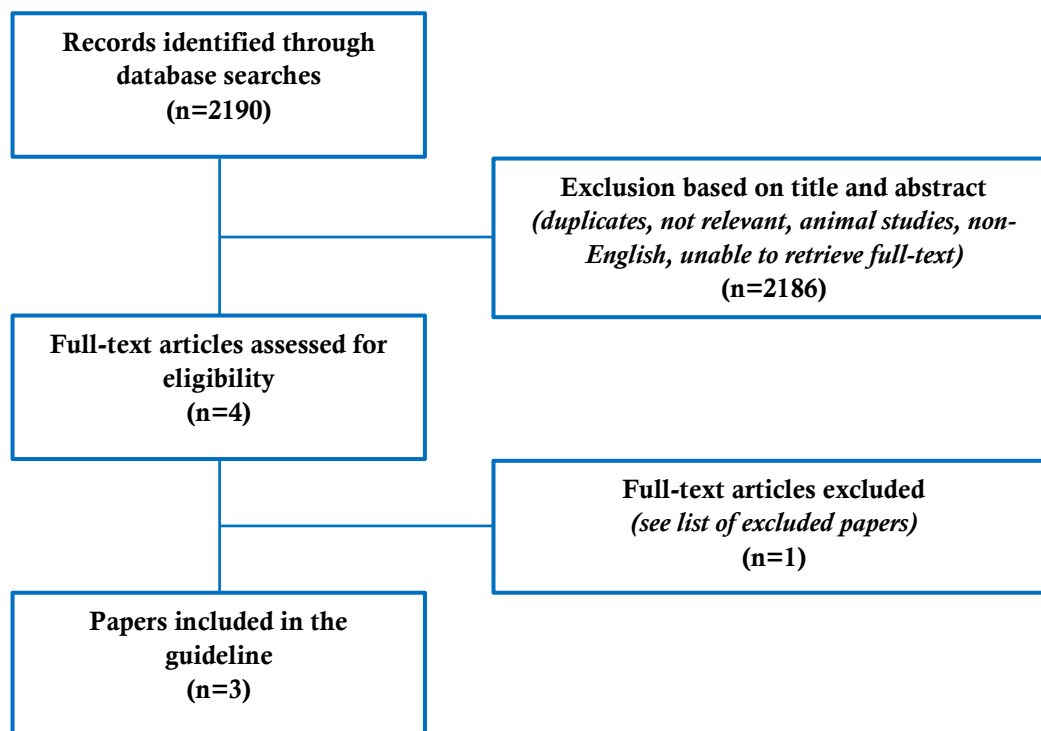 Records identified through
database searches
(n=2190)
Exclusion based on title and abstract
(duplicates, not relevant, animal studies, non-
English, unable to retrieve full-text)
(n=2186)
Full-text articles assessed for
eligibility
(n=4)
Full-text articles excluded
(see list of excluded papers)
(n=1)
Papers included in the
guideline
(n=3)